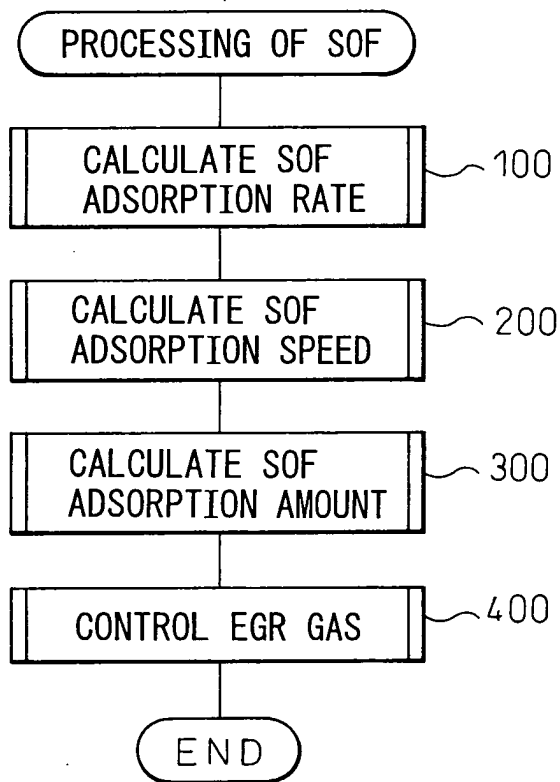 PROCESSING OF SOF
CALCULATE SOF
ADSORPTION RATE
100
CALCULATE SOF
ADSORPTION SPEED
200
CALCULATE SOF
ADSORPTION AMOUNT
300
CONTROL EGR GAS
400
END